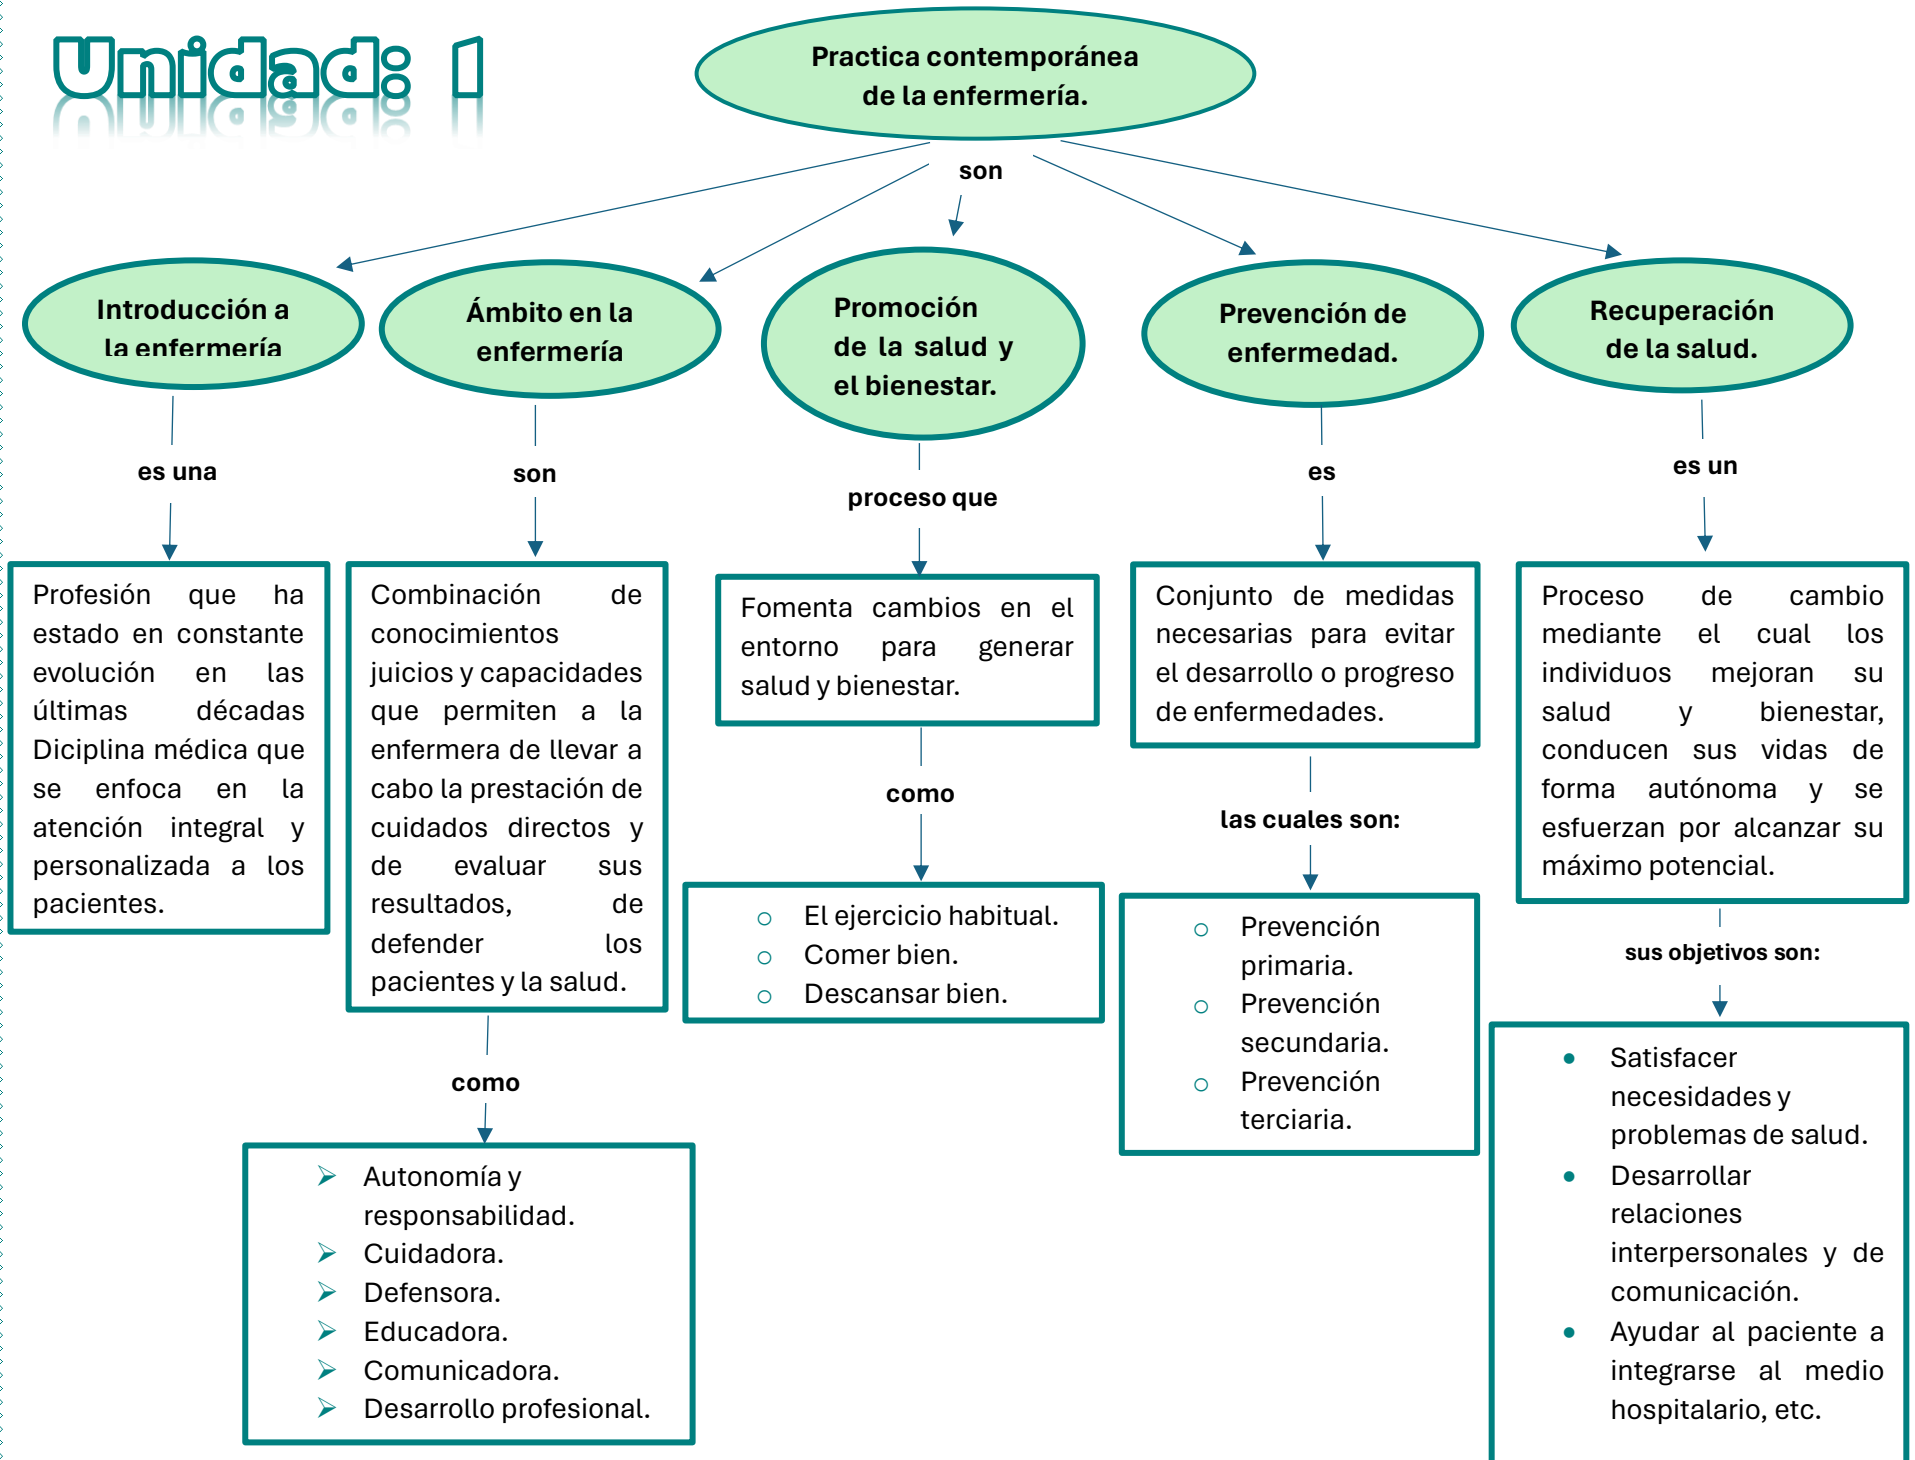 Unidad: 1
Practica contemporánea
de la enfermería.
son
Introducción a
la enfermería
Ámbito en la
enfermería
Promoción
de la salud y
el bienestar.
Prevención de
enfermedad.
Recuperación
de la salud.
es una
son
proceso que
es
es un
Profesión que ha
estado en constante
evolución en las
últimas décadas
Diciplina médica que
se enfoca en la
atención integral y
personalizada a los
pacientes.
Combinación de
conocimientos
juicios y capacidades
que permiten a la
enfermera de llevar a
cabo la prestación de
cuidados directos y
de evaluar sus
resultados, de
defender los
pacientes y la salud.
como
Autonomía y
responsabilidad.
Cuidadora.
Defensora.
Educadora.
Comunicadora.
Desarrollo profesional.
Fomenta cambios en el
entorno para generar
salud y bienestar.
como
El ejercicio habitual.
Comer bien.
Descansar bien.
Conjunto de medidas
necesarias para evitar
el desarrollo o progreso
de enfermedades.
las cuales son:
Prevención
primaria.
Prevención
secundaria.
Prevención
terciaria.
Proceso de cambio
mediante el cual los
individuos mejoran su
salud y bienestar,
conducen sus vidas de
forma autónoma y se
esfuerzan por alcanzar su
máximo potencial.
sus objetivos son:
Satisfacer
necesidades y
problemas de salud.
Desarrollar
relaciones
interpersonales y de
comunicación.
Ayudar al paciente a
integrarse al medio
hospitalario, etc.